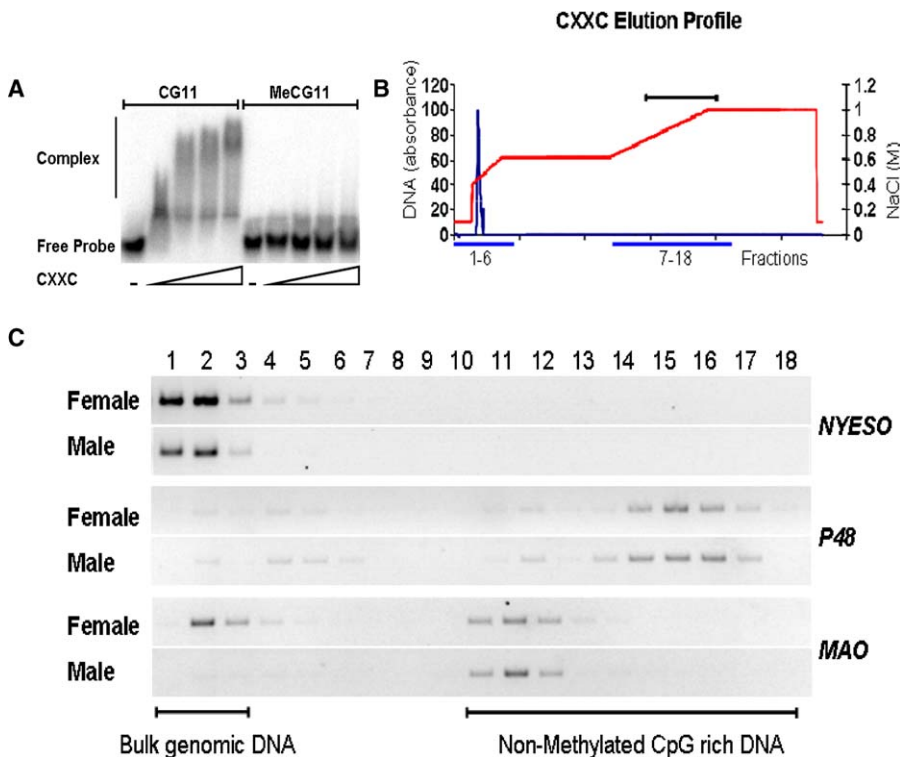 CXXC Elution Profile
A
CG11 MeCG11
Complex
Free Probe
CXXC
- -
B
DNA (absorbance)
120
100
80
60
40
20
0
1.2
1
0.8
0.6
0.4
0.2
0
NaCl (M)
1-6 7-18 Fractions
C
1 2 3 4 5 6 7 8 9 10 11 12 13 14 15 16 17 18
Female
Male
NYESO
Female
Male
P48
Female
Male
MAO
Bulk genomic DNA Non-Methylated CpG rich DNA